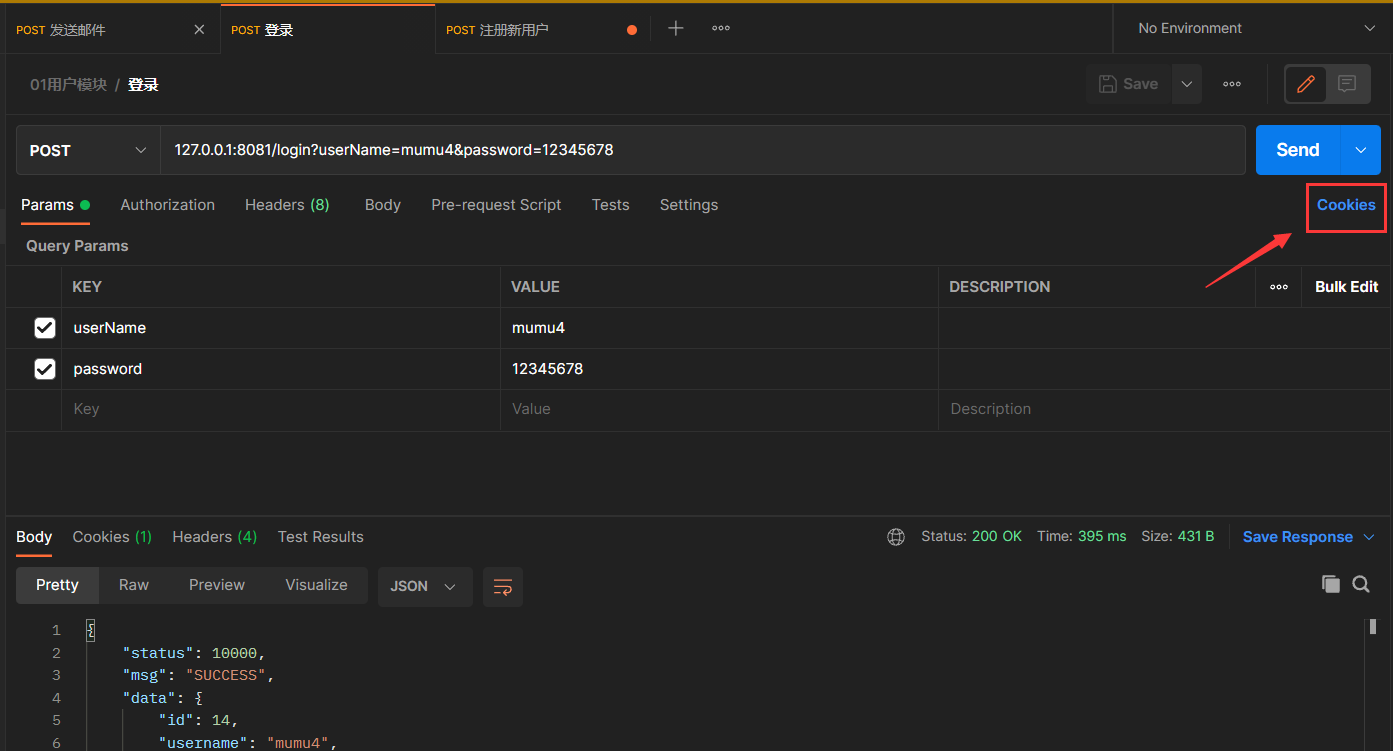 POST 发送邮件 POST 登录 POST 注册新用户 No Environment
01用户模块 / 登录 Save
POST 127.0.0.1:8081/login?userName=mumu4&password=12345678 Send
Params Authorization Headers (8) Body Pre-request Script Tests Settings Cookies
Query Params
KEY VALUE DESCRIPTION Bulk Edit
userName mumu4
password 12345678
Key Value Description
Body Cookies (1) Headers (4) Test Results Status: 200 OK Time: 395 ms Size: 431 B Save Response
Pretty Raw Preview Visualize JSON
1 {
2 "status": 10000,
3 "msg": "SUCCESS",
4 "data": {
5 "id": 14,
6 "username": "mumu4",